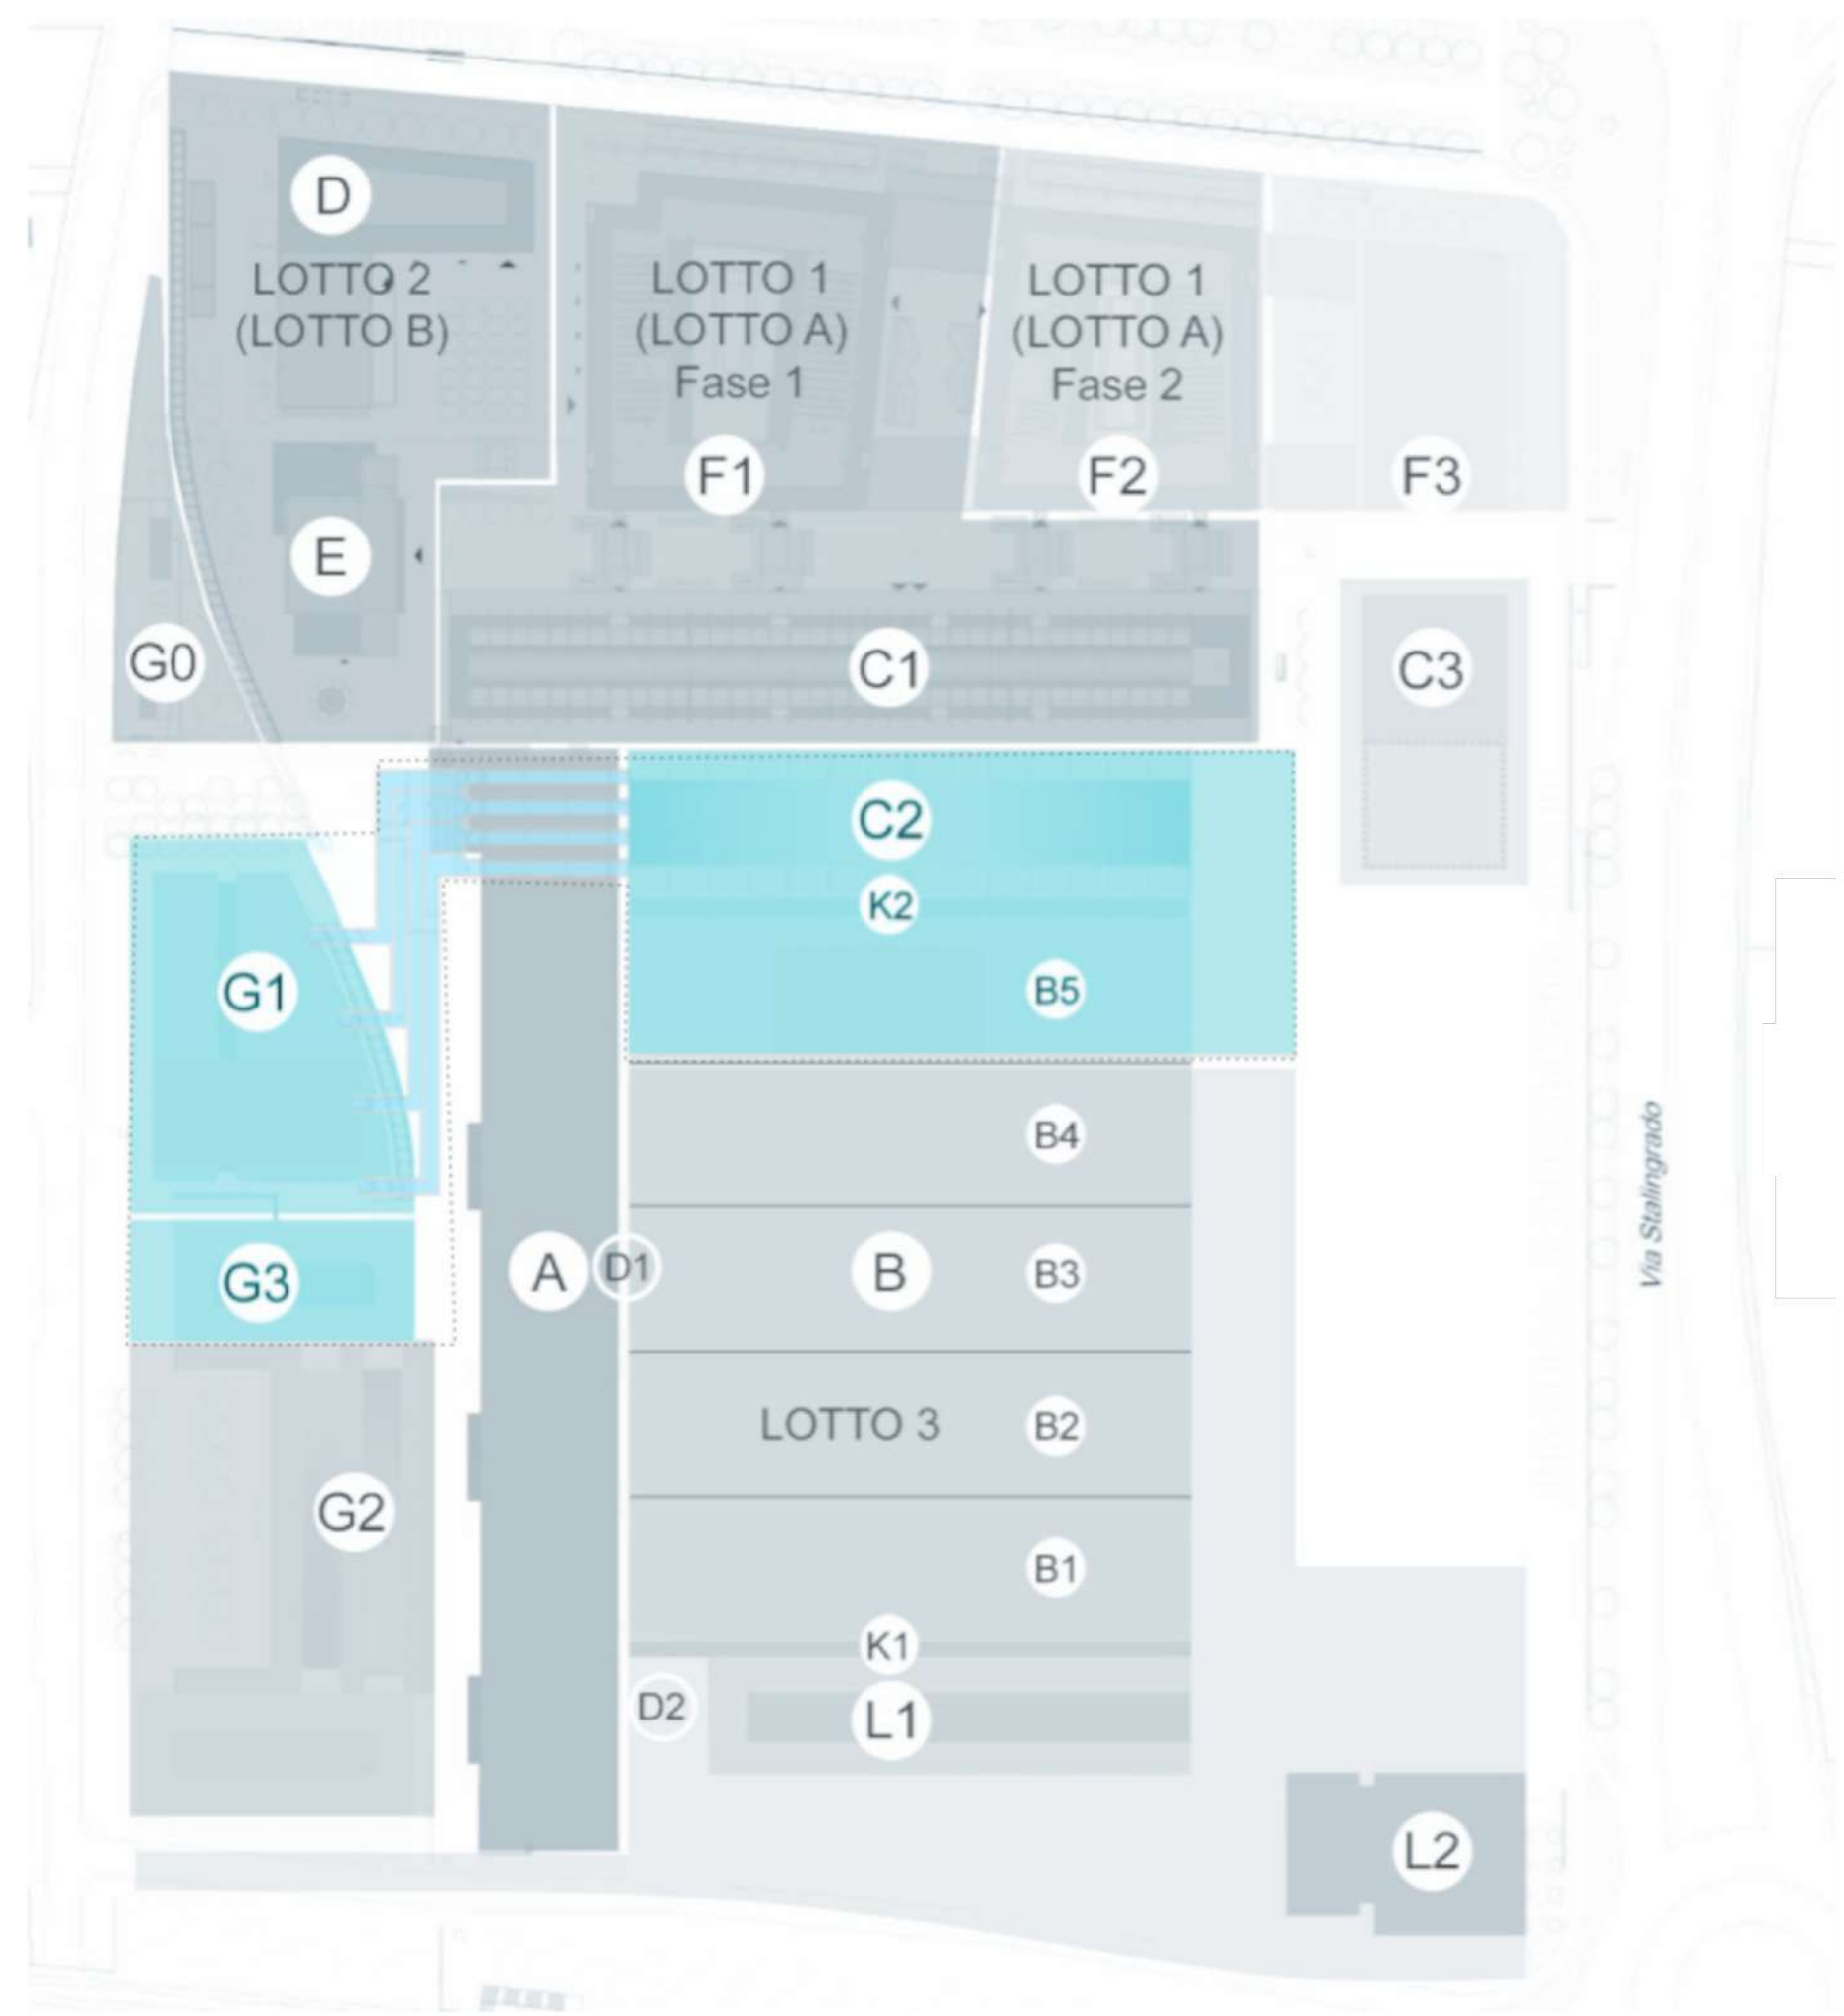 D
LOTTO 2
(LOTTO B)
LOTTO 1
(LOTTO A)
Fase 1
LOTTO 1
(LOTTO A)
Fase 2
F1
F2
F3
E
G0
C1
C3
C2
K2
G1
B5
B4
G3
A
D1
B
B3
Via Stalingrado
LOTTO 3
B2
G2
B1
K1
D2
L1
L2